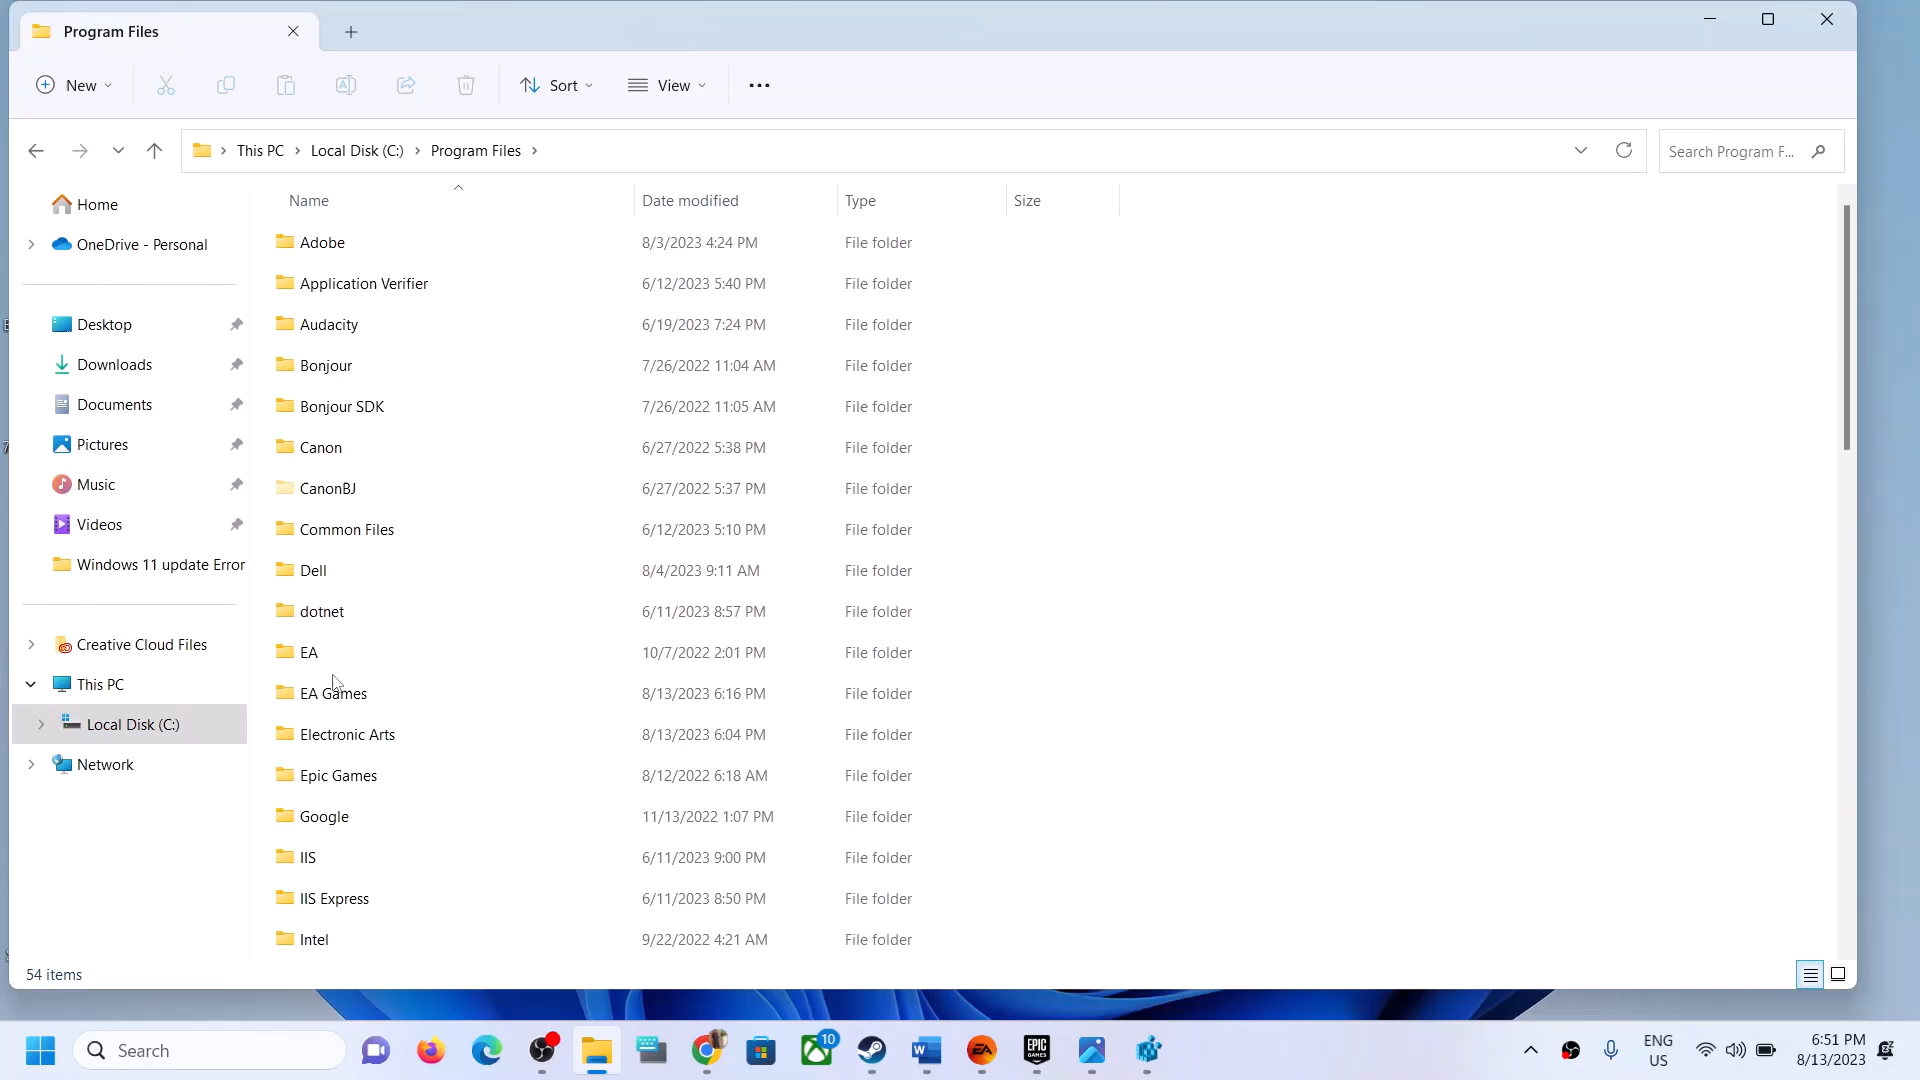 Program Files
New
Sort
View
This PC > Local Disk (C:) > Program Files >
Search Program F...
Name
Date modified
Type
Size
Home
OneDrive - Personal
Desktop
Downloads
Documents
Pictures
Music
Videos
Windows 11 update Error
Creative Cloud Files
This PC
Local Disk (C:)
Network
Adobe 8/3/2023 4:24 PM File folder
Application Verifier 6/12/2023 5:40 PM File folder
Audacity 6/19/2023 7:24 PM File folder
Bonjour 7/26/2022 11:04 AM File folder
Bonjour SDK 7/26/2022 11:05 AM File folder
Canon 6/27/2022 5:38 PM File folder
CanonBJ 6/27/2022 5:37 PM File folder
Common Files 6/12/2023 5:10 PM File folder
Dell 8/4/2023 9:11 AM File folder
dotnet 6/11/2023 8:57 PM File folder
EA 10/7/2022 2:01 PM File folder
EA Games 8/13/2023 6:16 PM File folder
Electronic Arts 8/13/2023 6:04 PM File folder
Epic Games 8/12/2022 6:18 AM File folder
Google 11/13/2022 1:07 PM File folder
IIS 6/11/2023 9:00 PM File folder
IIS Express 6/11/2023 8:50 PM File folder
Intel 9/22/2022 4:21 AM File folder
54 items
Search
10
W
EA
EPIC
GAMES
ENG
US
6:51 PM
8/13/2023